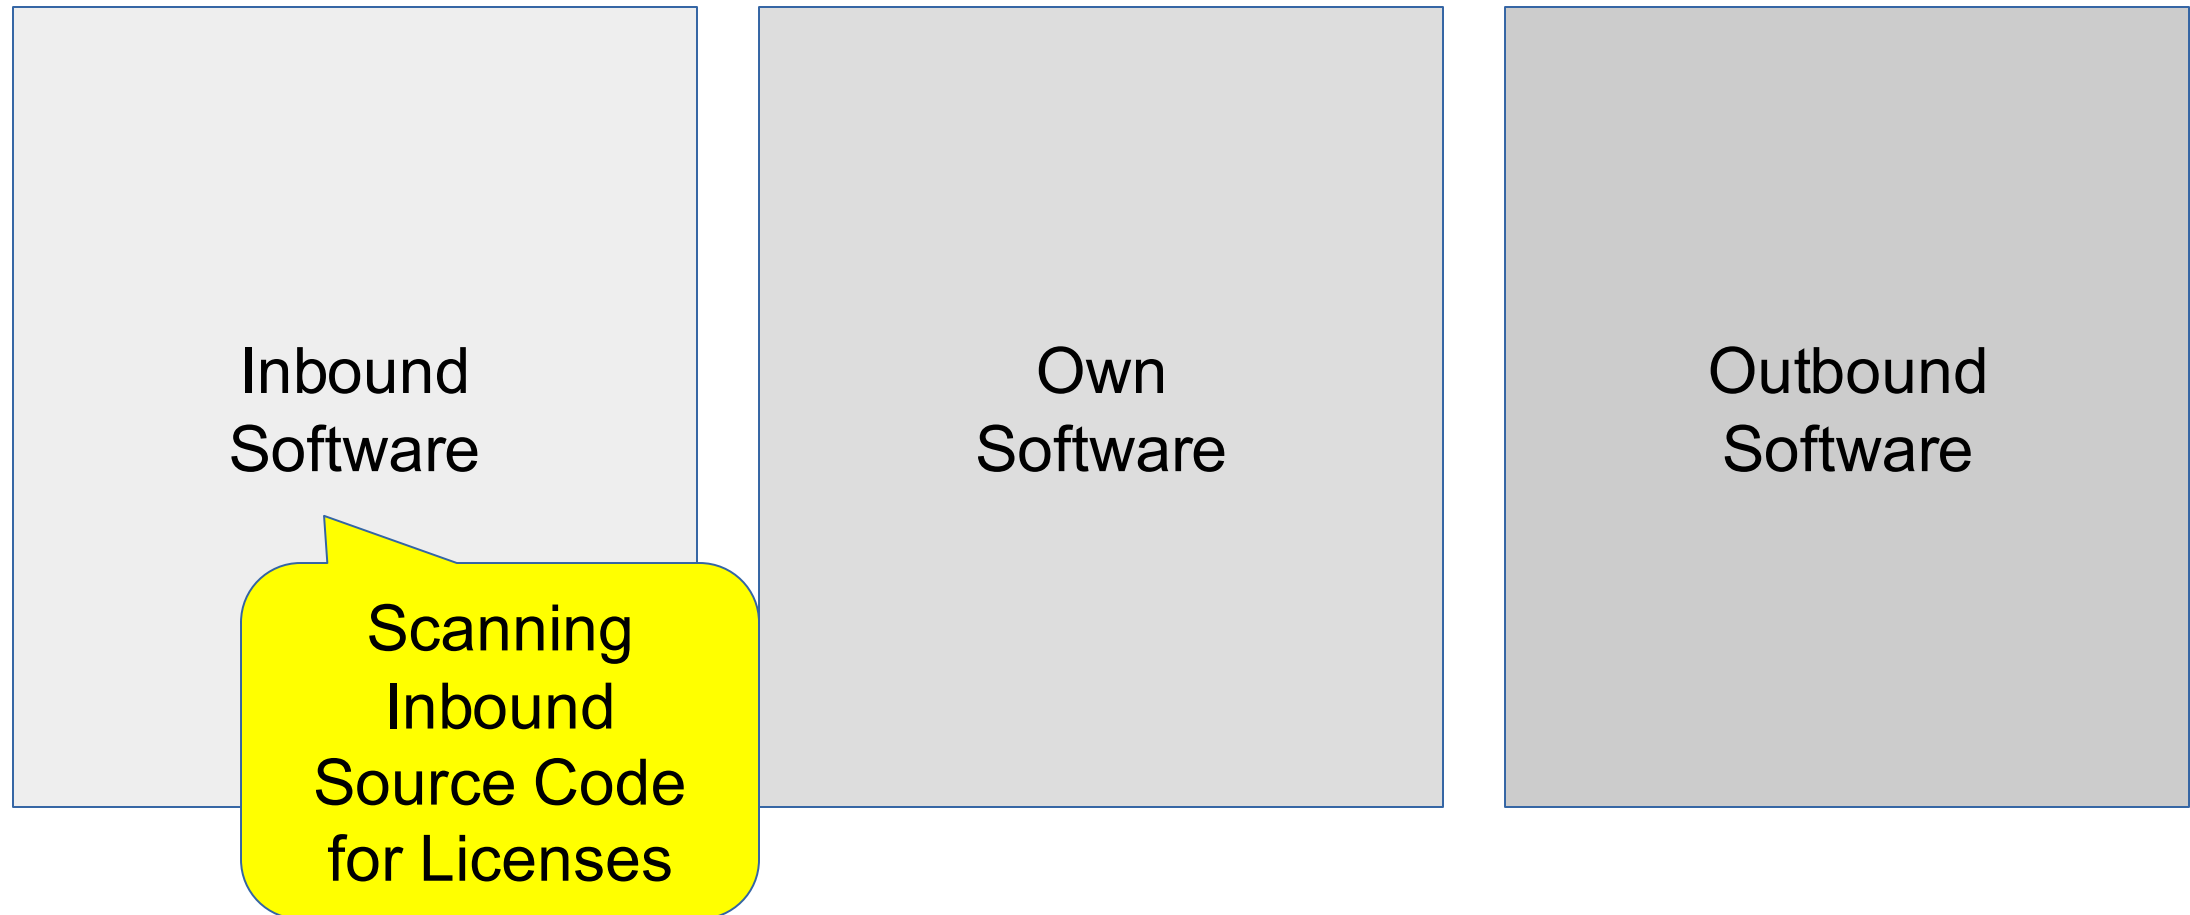 Inbound
Software
Own
Software
Outbound
Software
Scanning
Inbound
Source Code
for Licenses